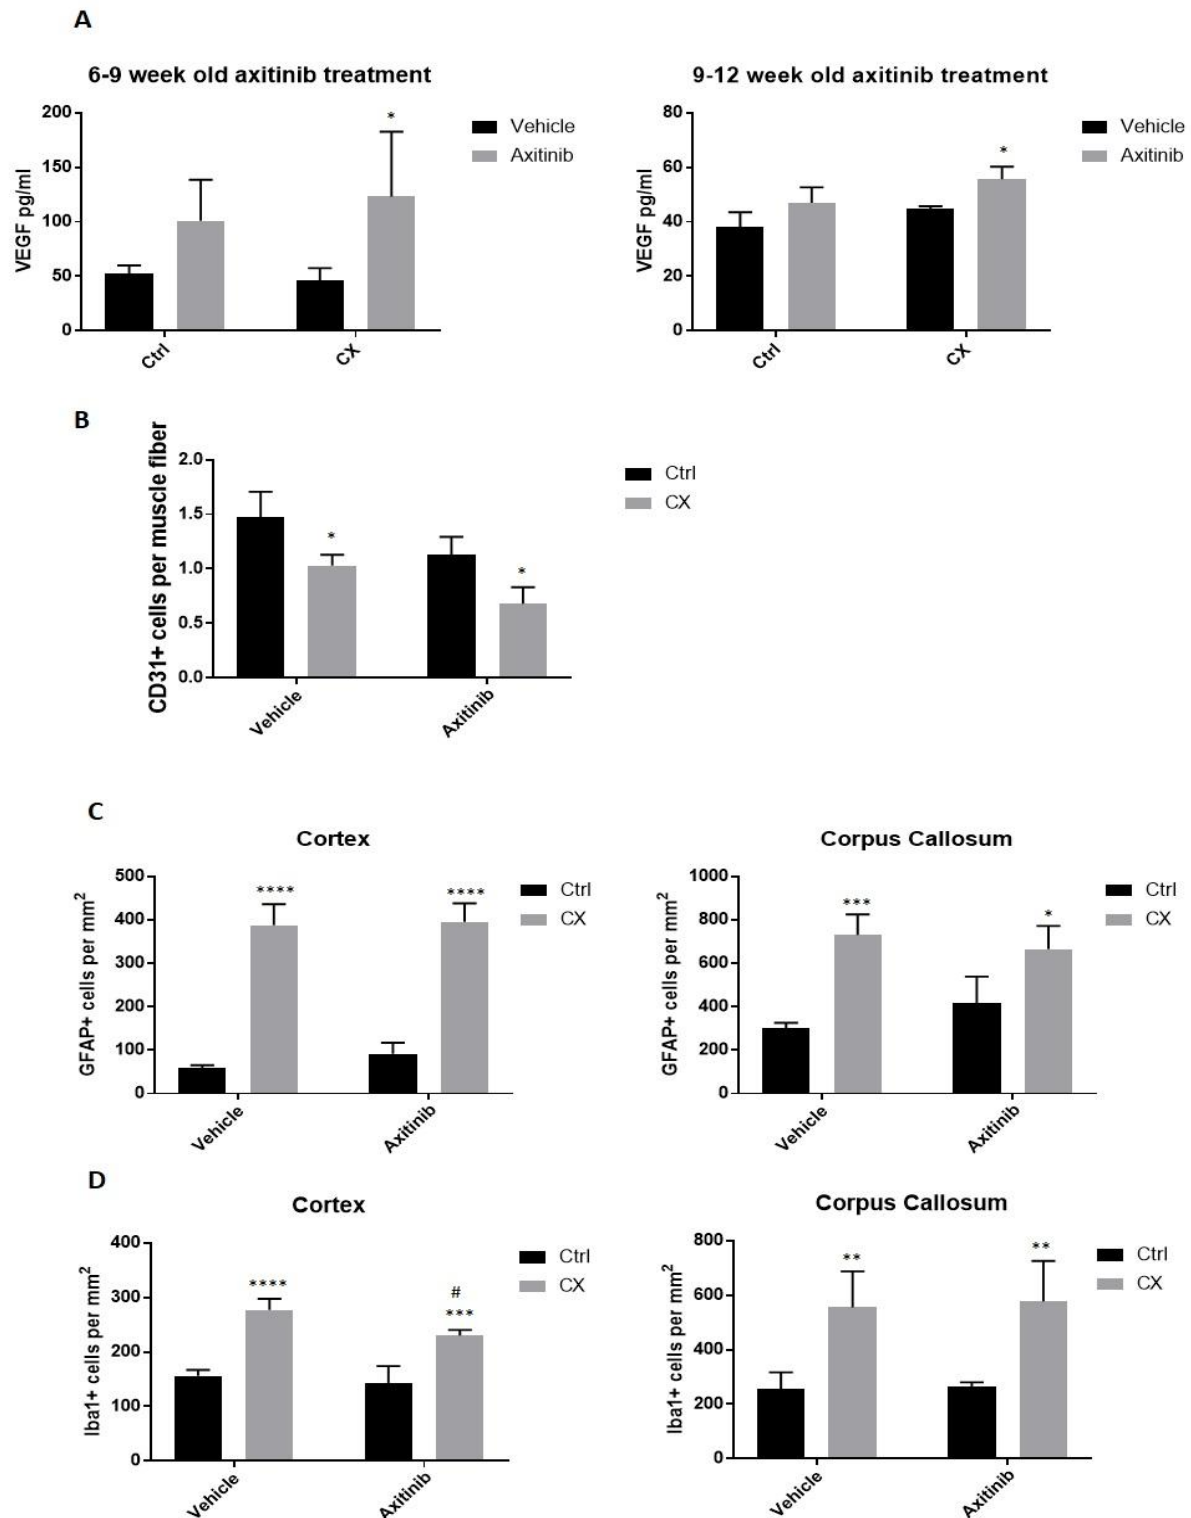 A
6-9 week old axitinib treatment
200
150
100
50
0
VEGF pg/ml
*
Vehicle
Axitinib
Ctrl
CX
9-12 week old axitinib treatment
80
60
40
20
0
VEGF pg/ml
*
Vehicle
Axitinib
Ctrl
CX
B
CD31+ cells per muscle fiber
2.0
1.5
1.0
0.5
0.0
*
*
Ctrl
CX
Vehicle
Axitinib
C
Cortex
GFAP+ cells per mm²
500
400
300
200
100
0
****
****
Ctrl
CX
Vehicle
Axitinib
Corpus Callosum
GFAP+ cells per mm²
1000
800
600
400
200
0
***
*
Ctrl
CX
Vehicle
Axitinib
D
Cortex
Iba1+ cells per mm²
400
300
200
100
0
****
#
***
Ctrl
CX
Vehicle
Axitinib
Corpus Callosum
Iba1+ cells per mm²
800
600
400
200
0
**
**
Ctrl
CX
Vehicle
Axitinib